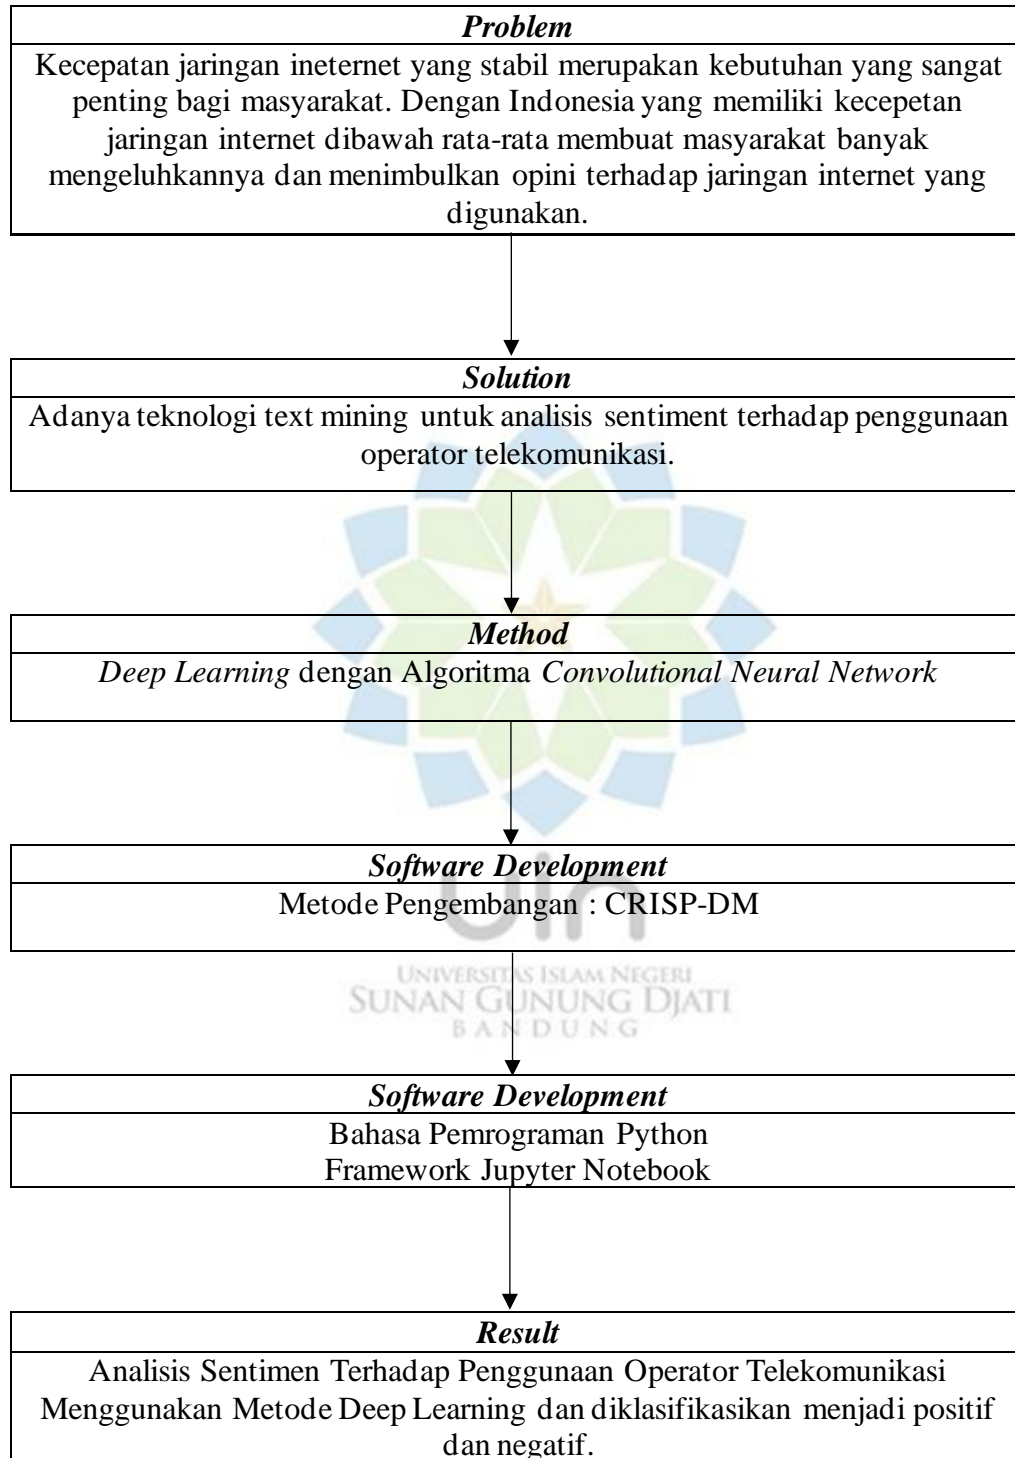 Problem
Kecepatan jaringan ineternet yang stabil merupakan kebutuhan yang sangat
penting bagi masyarakat. Dengan Indonesia yang memiliki kecepetan
jaringan internet dibawah rata-rata membuat masyarakat banyak
mengeluhkannya dan menimbulkan opini terhadap jaringan internet yang
digunakan.
Solution
Adanya teknologi text mining untuk analisis sentiment terhadap penggunaan
operator telekomunikasi.
Method
Deep Learning dengan Algoritma Convolutional Neural Network
Software Development
Metode Pengembangan : CRISP-DM
uin
UNIVERSITAS ISLAM NEGERI
SUNAN GUNUNG DJATI
BANDUNG
Software Development
Bahasa Pemrograman Python
Framework Jupyter Notebook
Result
Analisis Sentimen Terhadap Penggunaan Operator Telekomunikasi
Menggunakan Metode Deep Learning dan diklasifikasikan menjadi positif
dan negatif.